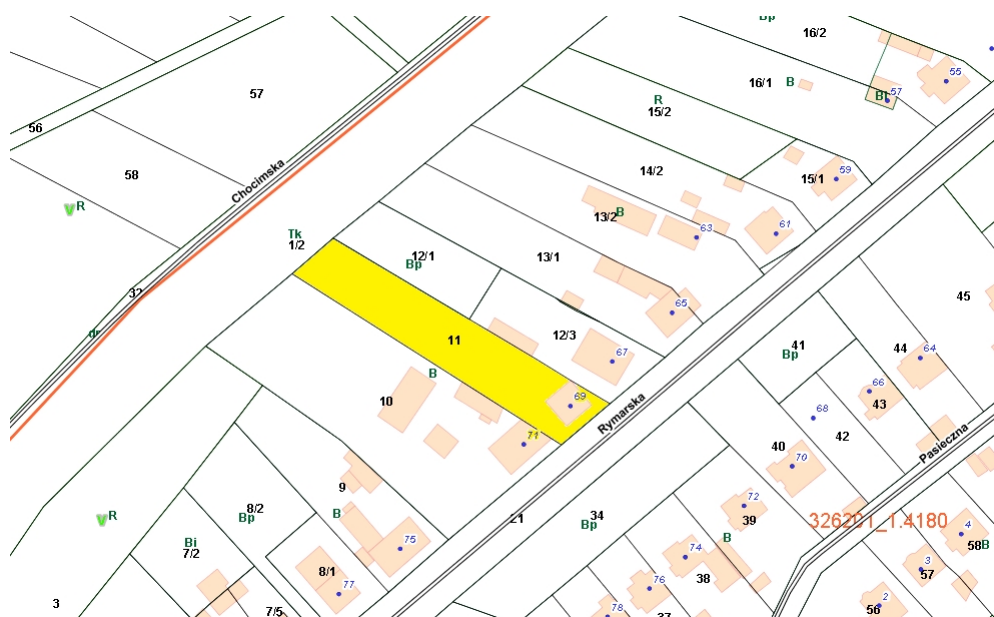 Bp
16/2
55
57
16/1
B
Bi
57
R
15/2
56
58
Chocimska
14/2
15/1
59
R
13/2
B
63
61
Tk
1/2
12/1
Bp
13/1
32
45
65
dr
11
12/3
67
41
Bp
44
64
B
10
69
66
43
Rymarska
68
42
71
40
70
Pasieczna
9
72
39
326201_1.4180
8/2
Bp
B
21
34
Bp
R
4
58
B
Bi
7/2
75
74
B
3
57
8/1
77
76
38
3
7/5
78
37
2
56